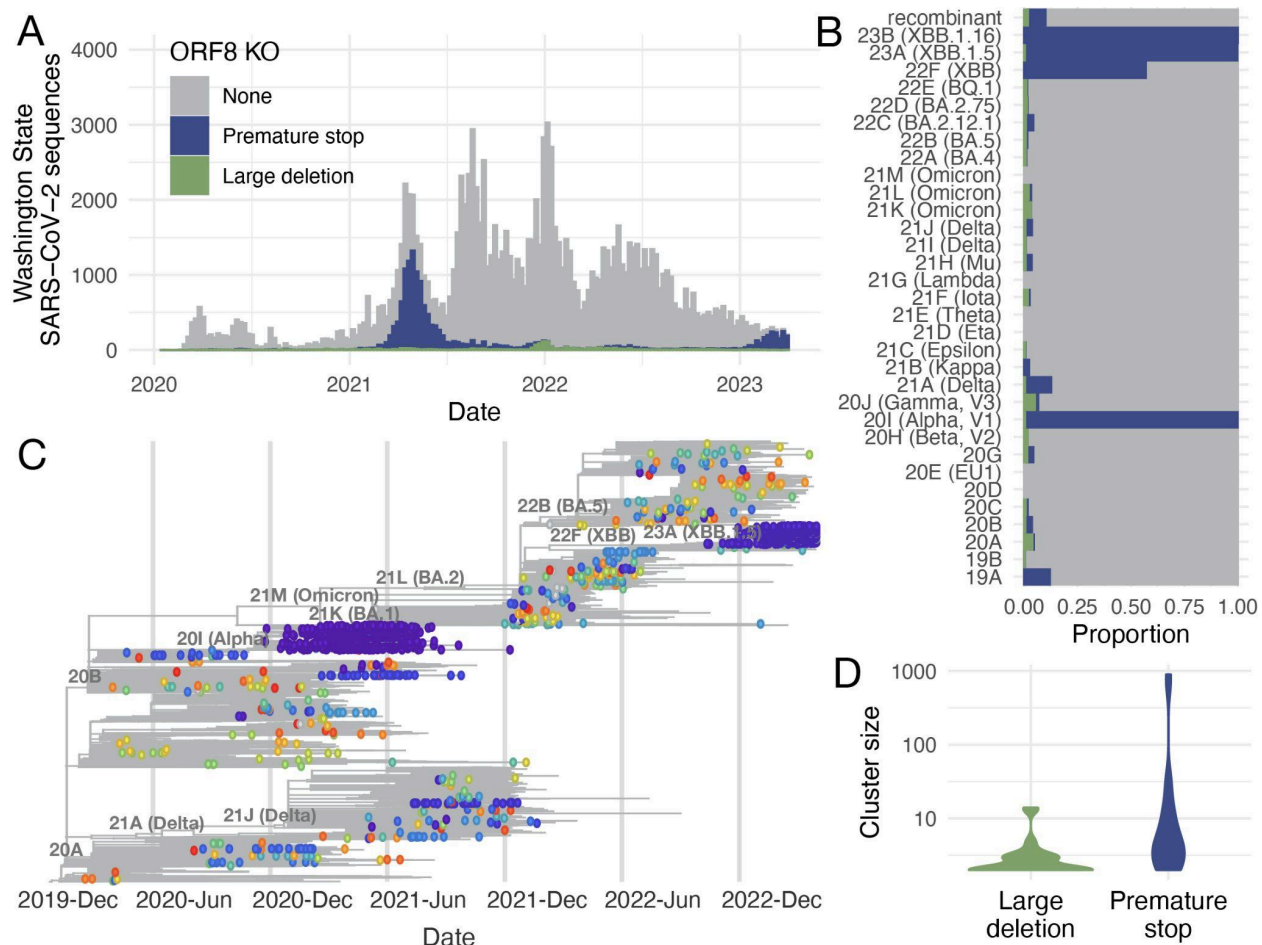 A
ORF8 KO
None
Premature stop
Large deletion
Washington State
SARS−CoV−2 sequences
4000
3000
2000
1000
0
2020
2021
2022
2023
Date
B
recombinant
23B (XBB.1.16)
23A (XBB.1.5)
22F (XBB)
22E (BQ.1)
22D (BA.2.75)
22C (BA.2.12.1)
22B (BA.5)
22A (BA.4)
21M (Omicron)
21L (Omicron)
21K (Omicron)
21J (Delta)
21I (Delta)
21H (Mu)
21G (Lambda)
21F (Iota)
21E (Theta)
21D (Eta)
21C (Epsilon)
21B (Kappa)
21A (Delta)
20J (Gamma, V3)
20I (Alpha, V1)
20H (Beta, V2)
20G
20E (EU1)
20D
20C
20B
20A
19B
19A
0.00 0.25 0.50 0.75 1.00
Proportion
C
22B (BA.5)
22F (XBB)
21L (BA.2)
21M (Omicron)
21K (BA.1)
20I (Alpha)
20B
21J (Delta)
21A (Delta)
20A
2019-Dec 2020-Jun 2020-Dec 2021-Jun 2021-Dec 2022-Jun 2022-Dec
Date
D
Cluster size
1000
100
10
Large
deletion
Premature
stop